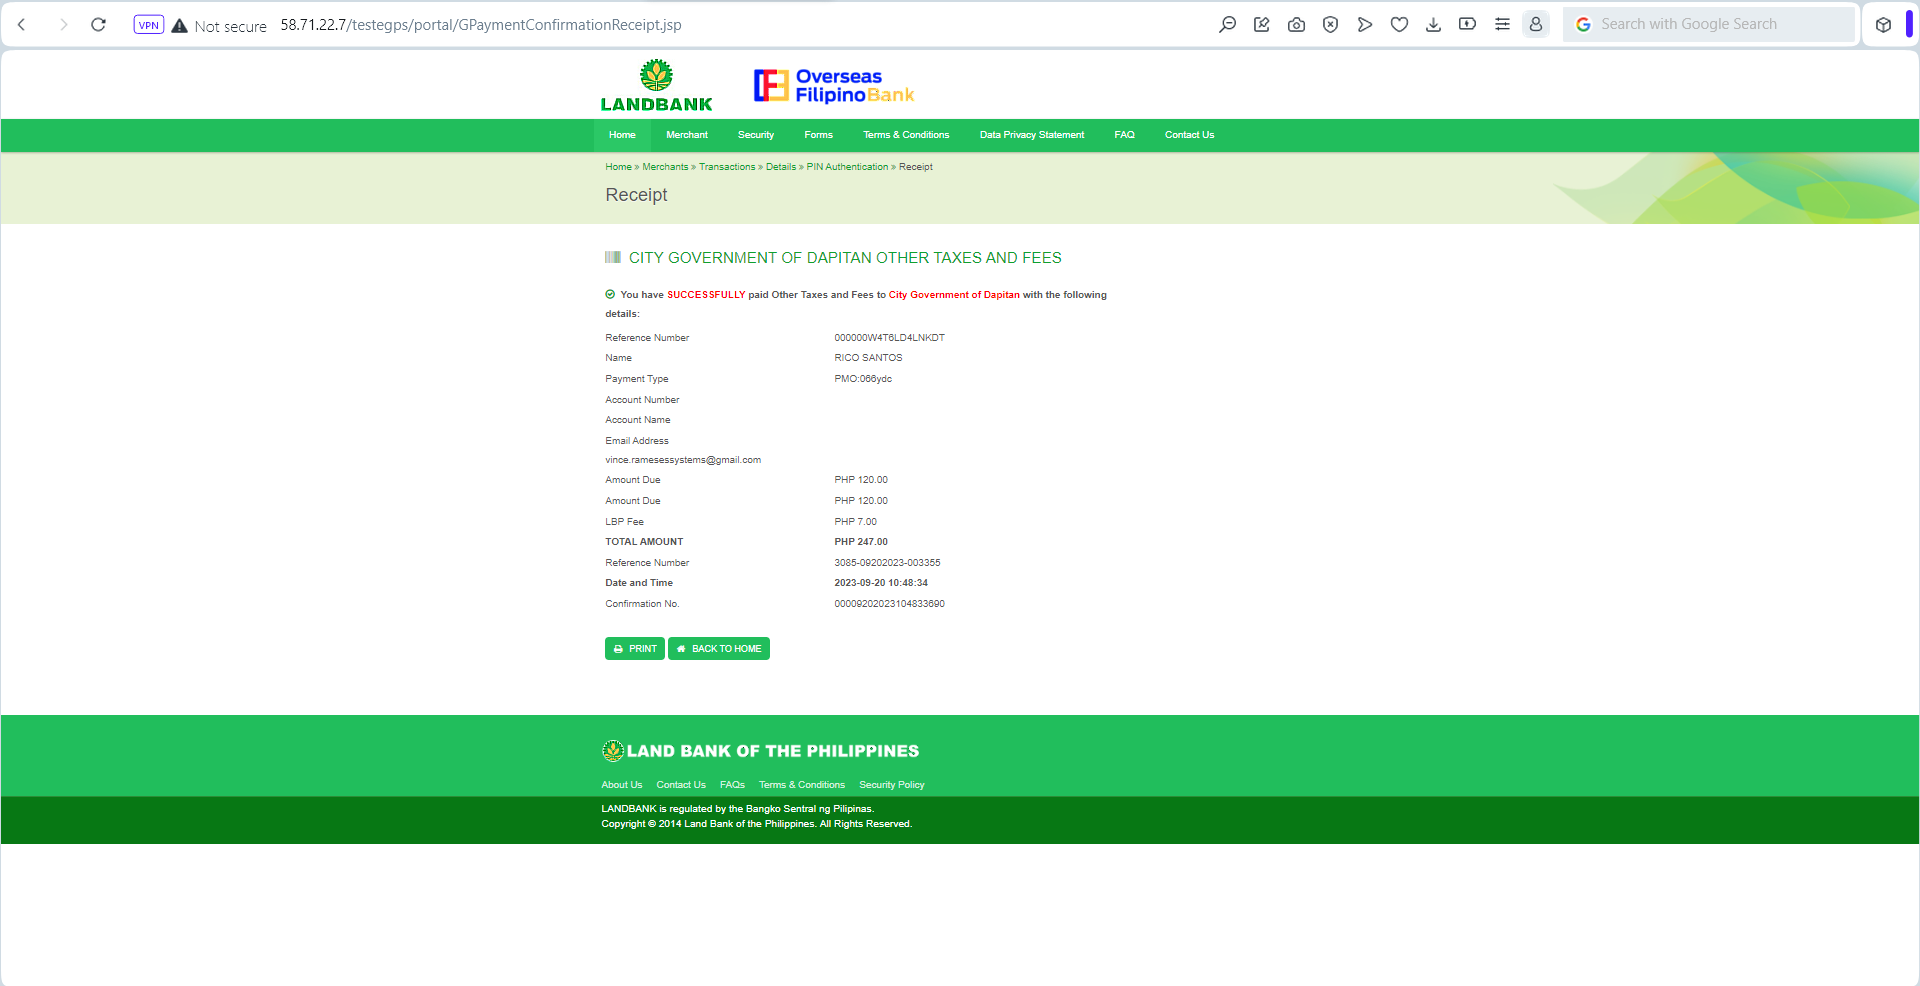 VPN Not secure 58.71.22.7/testegps/portal/GPaymentConfirmationReceipt.jsp Search with Google Search
LANDBANK Overseas FilipinoBank
Home Merchant Security Forms Terms & Conditions Data Privacy Statement FAQ Contact Us
Home » Merchants » Transactions » Details » PIN Authentication » Receipt
Receipt
CITY GOVERNMENT OF DAPITAN OTHER TAXES AND FEES
You have SUCCESSFULLY paid Other Taxes and Fees to City Government of Dapitan with the following
details:
Reference Number 000000W4T6LD4LNKDT
Name RICO SANTOS
Payment Type PMO:066ydc
Account Number
Account Name
Email Address
vince.ramesessystems@gmail.com
Amount Due PHP 120.00
Amount Due PHP 120.00
LBP Fee PHP 7.00
TOTAL AMOUNT PHP 247.00
Reference Number 3085-09202023-003355
Date and Time 2023-09-20 10:48:34
Confirmation No. 00009202023104833690
PRINT BACK TO HOME
LAND BANK OF THE PHILIPPINES
About Us Contact Us FAQs Terms & Conditions Security Policy
LANDBANK is regulated by the Bangko Sentral ng Pilipinas.
Copyright © 2014 Land Bank of the Philippines. All Rights Reserved.